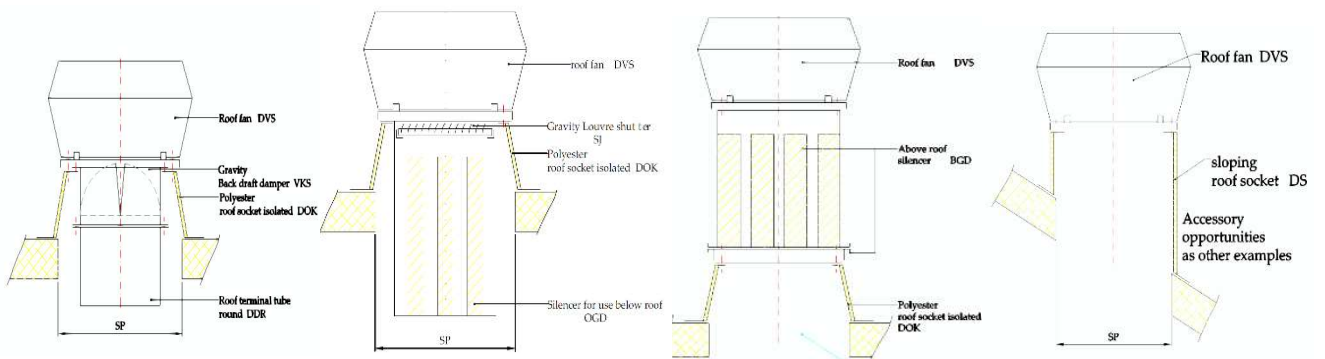 Roof fan DVS
Gravity
Back draft damper VKS
Polyester
roof socket isolated DOK
Roof terminal tube
round DDR
SP
roof fan DVS
Gravity Louvre shutter
SJ
Polyester
roof socket isolated DOK
Silencer for use below roof
OGD
SP
Roof fan DVS
Above roof
silencer BGD
Polyester
roof socket isolated
DOK
Roof fan DVS
sloping
roof socket DS
Accessory
opportunities
as other examples
SP